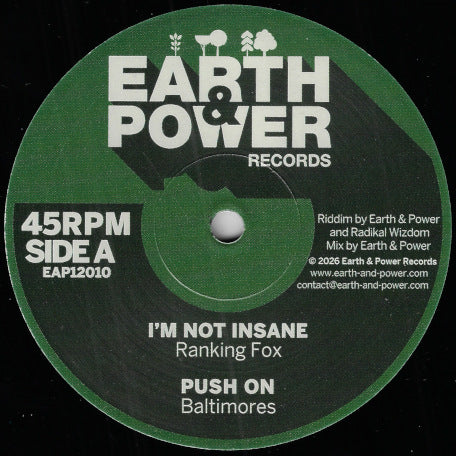 EARTH
&
POWER
RECORDS
45RPM
SIDE A
EAP12010
Riddim by Earth & Power
and Radikal Wizdom
Mix by Earth & Power
℗ 2026 Earth & Power Records
www.earth-and-power.com
contact@earth-and-power.com
I'M NOT INSANE
Ranking Fox
PUSH ON
Baltimores